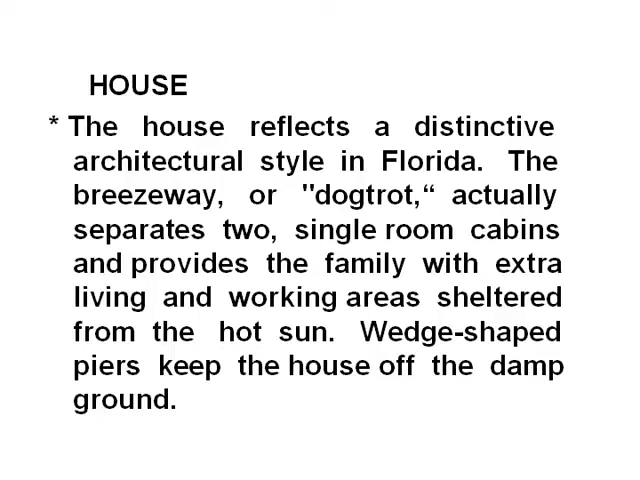 HOUSE
* The house reflects a distinctive
architectural style in Florida. The
breezeway, or "dogtrot,“ actually
separates two, single room cabins
and provides the family with extra
living and working areas sheltered
from the hot sun. Wedge-shaped
piers keep the house off the damp
ground.